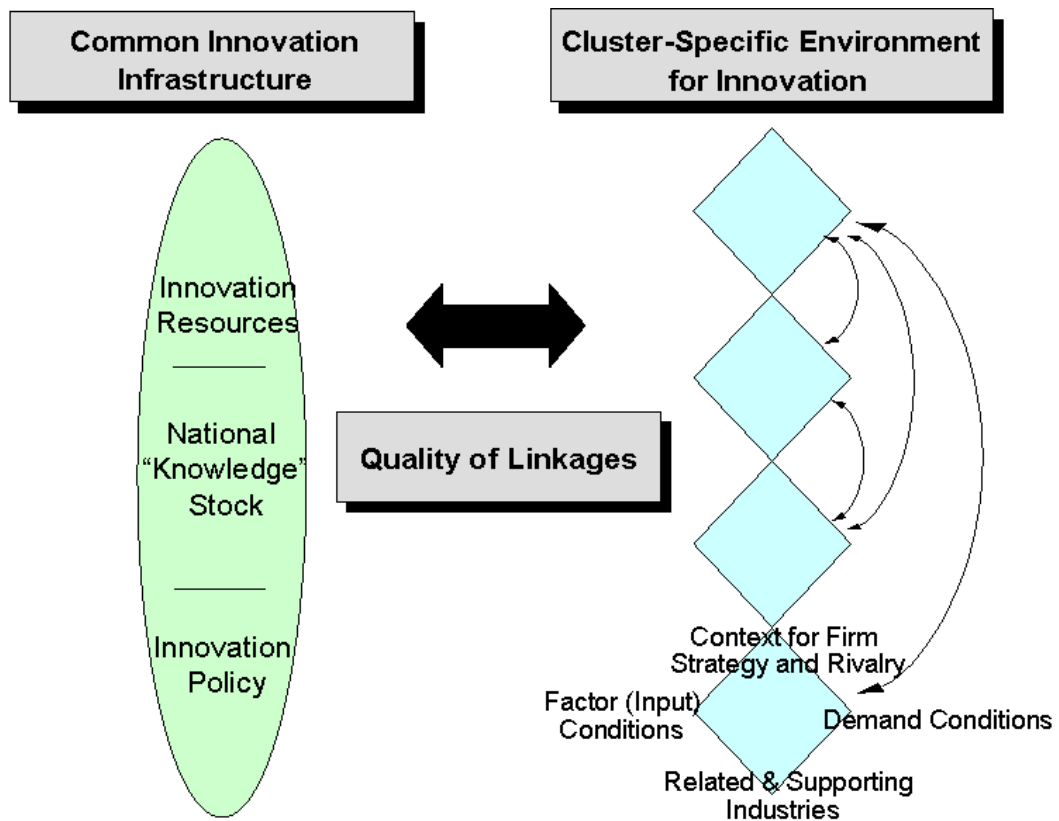 Common Innovation
Infrastructure
Cluster-Specific Environment
for Innovation
Innovation
Resources
National
“Knowledge”
Stock
Innovation
Policy
Quality of Linkages
Context for Firm
Strategy and Rivalry
Factor (Input)
Conditions
Demand Conditions
Related & Supporting
Industries